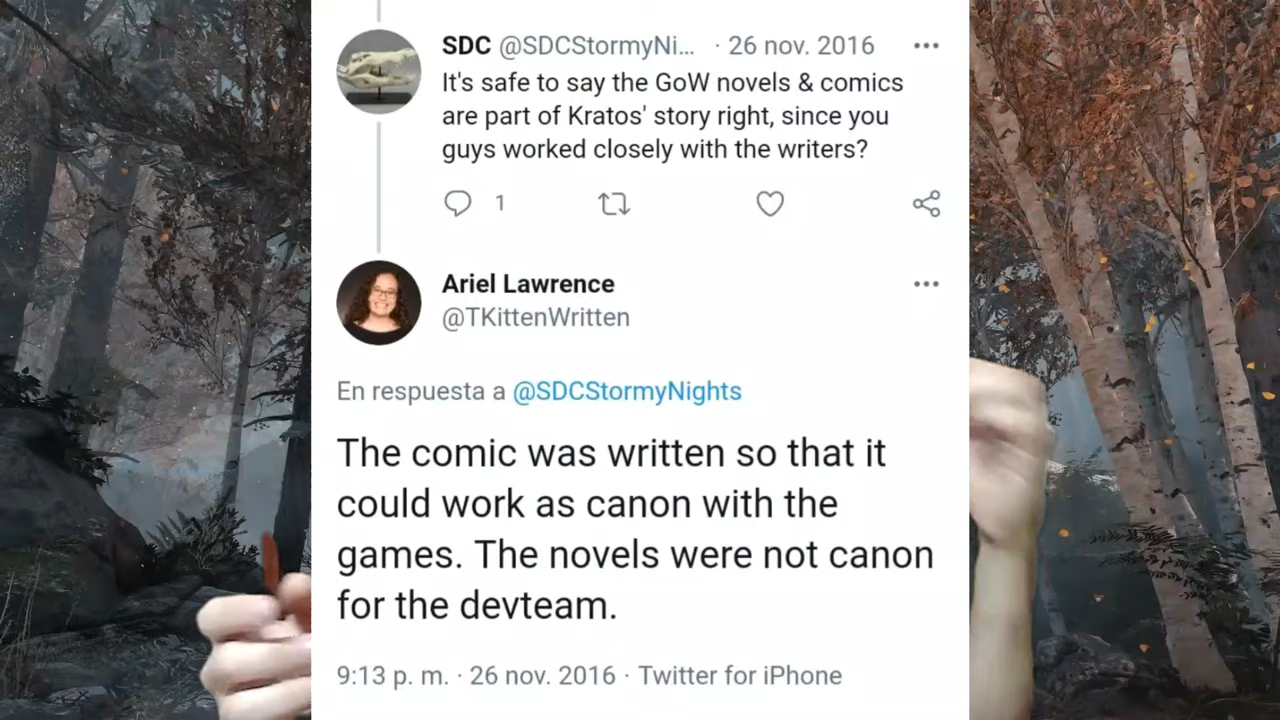 SDC @SDCStormyNi... · 26 nov. 2016
It's safe to say the GoW novels & comics
are part of Kratos' story right, since you
guys worked closely with the writers?
1
Ariel Lawrence
@TKittenWritten
En respuesta a @SDCStormyNights
The comic was written so that it
could work as canon with the
games. The novels were not canon
for the devteam.
9:13 p. m. · 26 nov. 2016 · Twitter for iPhone